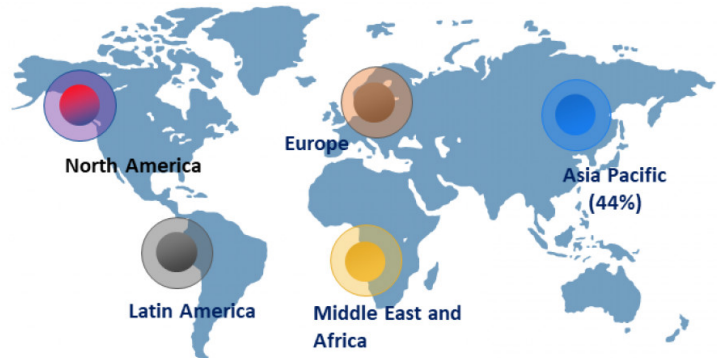 Europe
North America
Asia Pacific
(44%)
Latin America
Middle East and
Africa